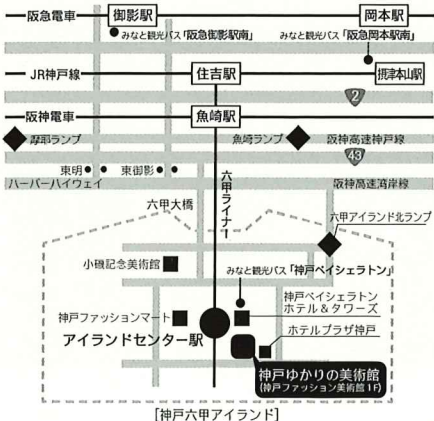 阪急電車
御影駅
岡本駅
みなと観光バス「阪急御影駅南」
みなと観光バス「阪急岡本駅南」
JR神戸線
住吉駅
摂津本山駅
2
阪神電車
魚崎駅
摩耶ランプ
魚崎ランプ
阪神高速神戸線
43
東明
東御影
ハーバーハイウェイ
阪神高速湾岸線
六甲大橋
六甲ライナー
六甲アイランド北ランプ
小磯記念美術館
みなと観光バス「神戸ベイシェラトン」
神戸ベイシェラトン
ホテル&タワーズ
神戸ファッションマート
アイランドセンター駅
ホテルプラザ神戸
神戸ゆかりの美術館
(神戸ファッション美術館1F)
[神戸六甲アイランド]